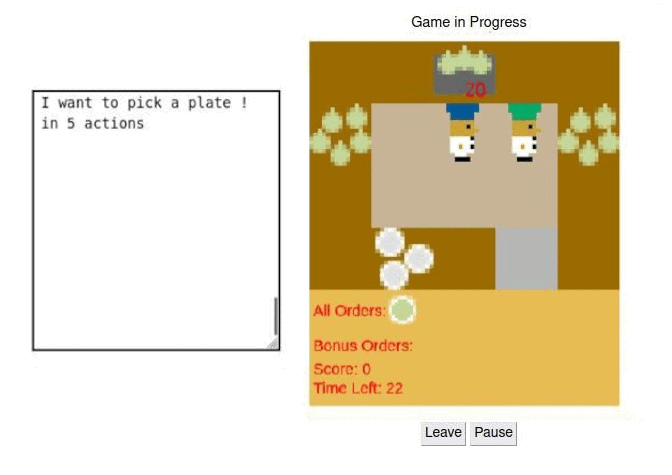 Game in Progress
I want to pick a plate !
in 5 actions
20
All Orders:
Bonus Orders:
Score: 0
Time Left: 22
Leave Pause